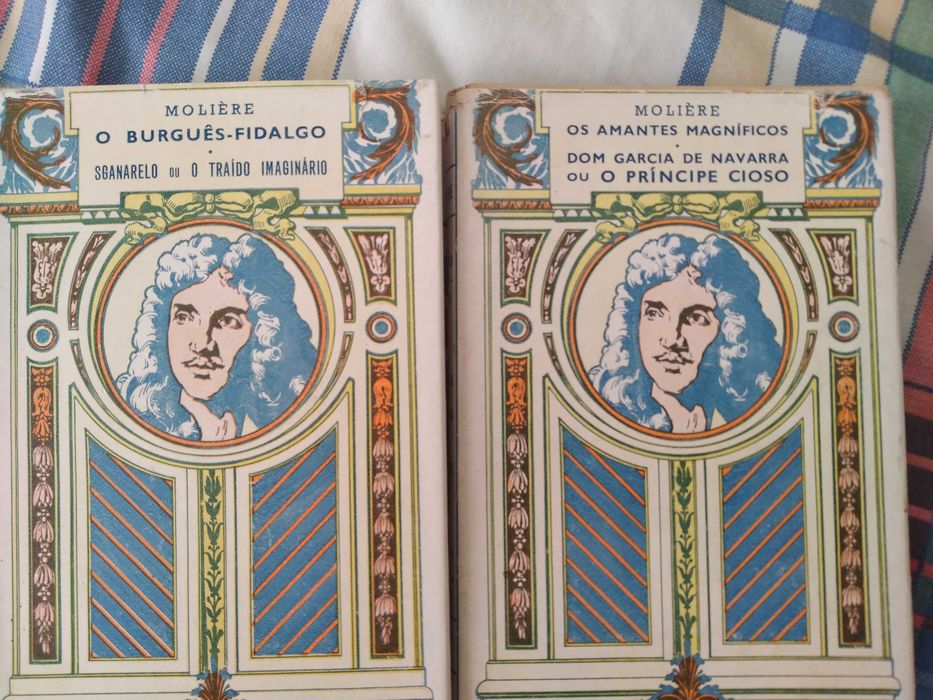 MOLIÈRE
O BURGUÊS-FIDALGO
•
SGANARELO OU O TRAÍDO IMAGINÁRIO
MOLIÈRE
OS AMANTES MAGNÍFICOS
•
DOM GARCIA DE NAVARRA
OU O PRÍNCIPE CIOSO